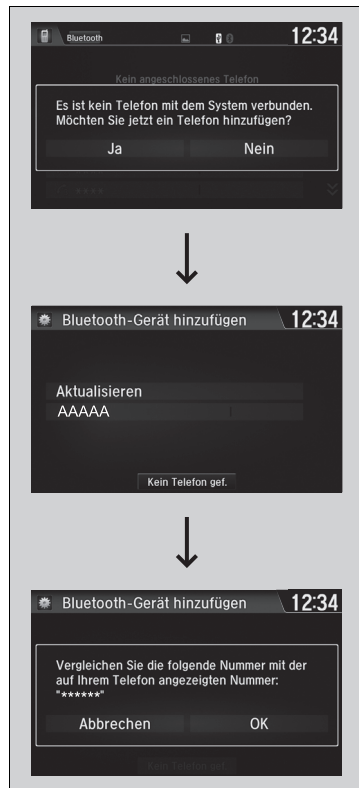 Bluetooth
12:34
Kein angeschlossenes Telefon
Es ist kein Telefon mit dem System verbunden.
Möchten Sie jetzt ein Telefon hinzufügen?
Ja
Nein
Bluetooth-Gerät hinzufügen
12:34
Aktualisieren
AAAAA
Kein Telefon gef.
Bluetooth-Gerät hinzufügen
12:34
Vergleichen Sie die folgende Nummer mit der
auf Ihrem Telefon angezeigten Nummer:
"******"
Abbrechen
OK
Kein Telefon gef.